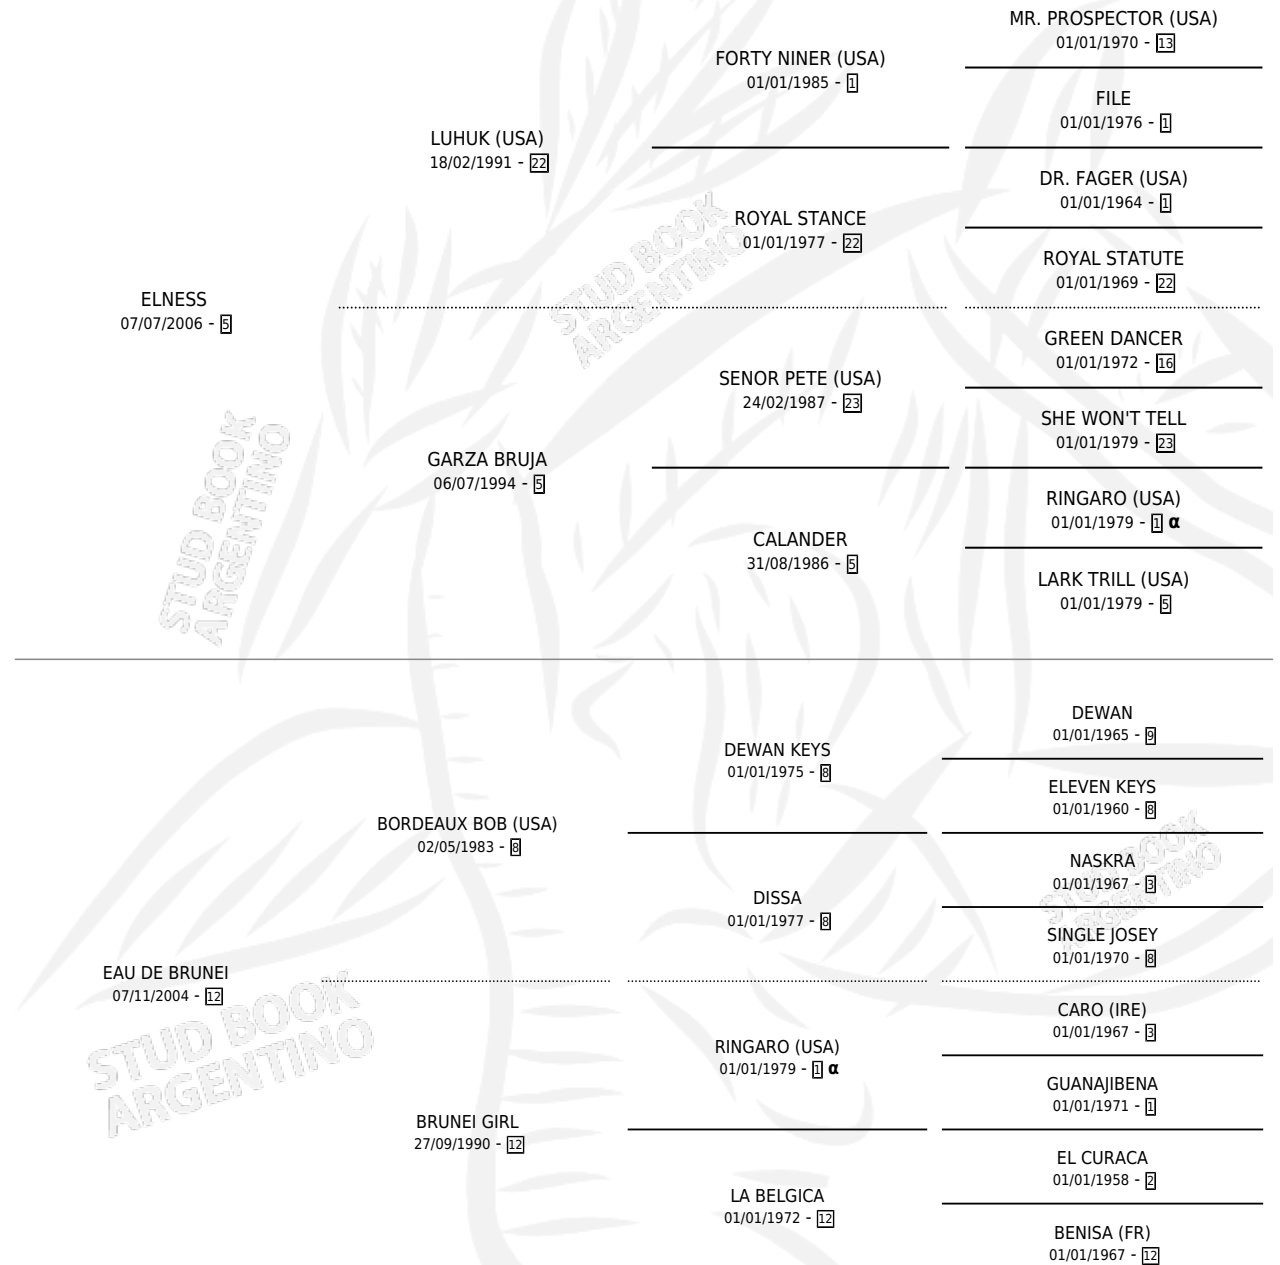 MR. PROSPECTOR (USA)
01/01/1970 - 13
FORTY NINER (USA)
01/01/1985 - 1
FILE
01/01/1976 - 1
LUHUK (USA)
18/02/1991 - 22
DR. FAGER (USA)
01/01/1964 - 1
ROYAL STANCE
01/01/1977 - 22
ROYAL STATUTE
01/01/1969 - 22
ELNESS
07/07/2006 - 5
GREEN DANCER
01/01/1972 - 16
SENOR PETE (USA)
24/02/1987 - 23
SHE WON'T TELL
01/01/1979 - 23
GARZA BRUJA
06/07/1994 - 5
RINGARO (USA)
01/01/1979 - 1 α
CALANDER
31/08/1986 - 5
LARK TRILL (USA)
01/01/1979 - 5
DEWAN
01/01/1965 - 9
DEWAN KEYS
01/01/1975 - 8
ELEVEN KEYS
01/01/1960 - 8
BORDEAUX BOB (USA)
02/05/1983 - 8
NASKRA
01/01/1967 - 3
DISSA
01/01/1977 - 8
SINGLE JOSEY
01/01/1970 - 8
EAU DE BRUNEI
07/11/2004 - 12
CARO (IRE)
01/01/1967 - 3
RINGARO (USA)
01/01/1979 - 1 α
GUANAJIBENA
01/01/1971 - 1
BRUNEI GIRL
27/09/1990 - 12
EL CURACA
01/01/1958 - 2
LA BELGICA
01/01/1972 - 12
BENISA (FR)
01/01/1967 - 12
STUD BOOK
ARGENTINO
STUD BOOK
ARGENTINO
STUD BOOK
ARGENTINO
STUD BOOK
ARGENTINO